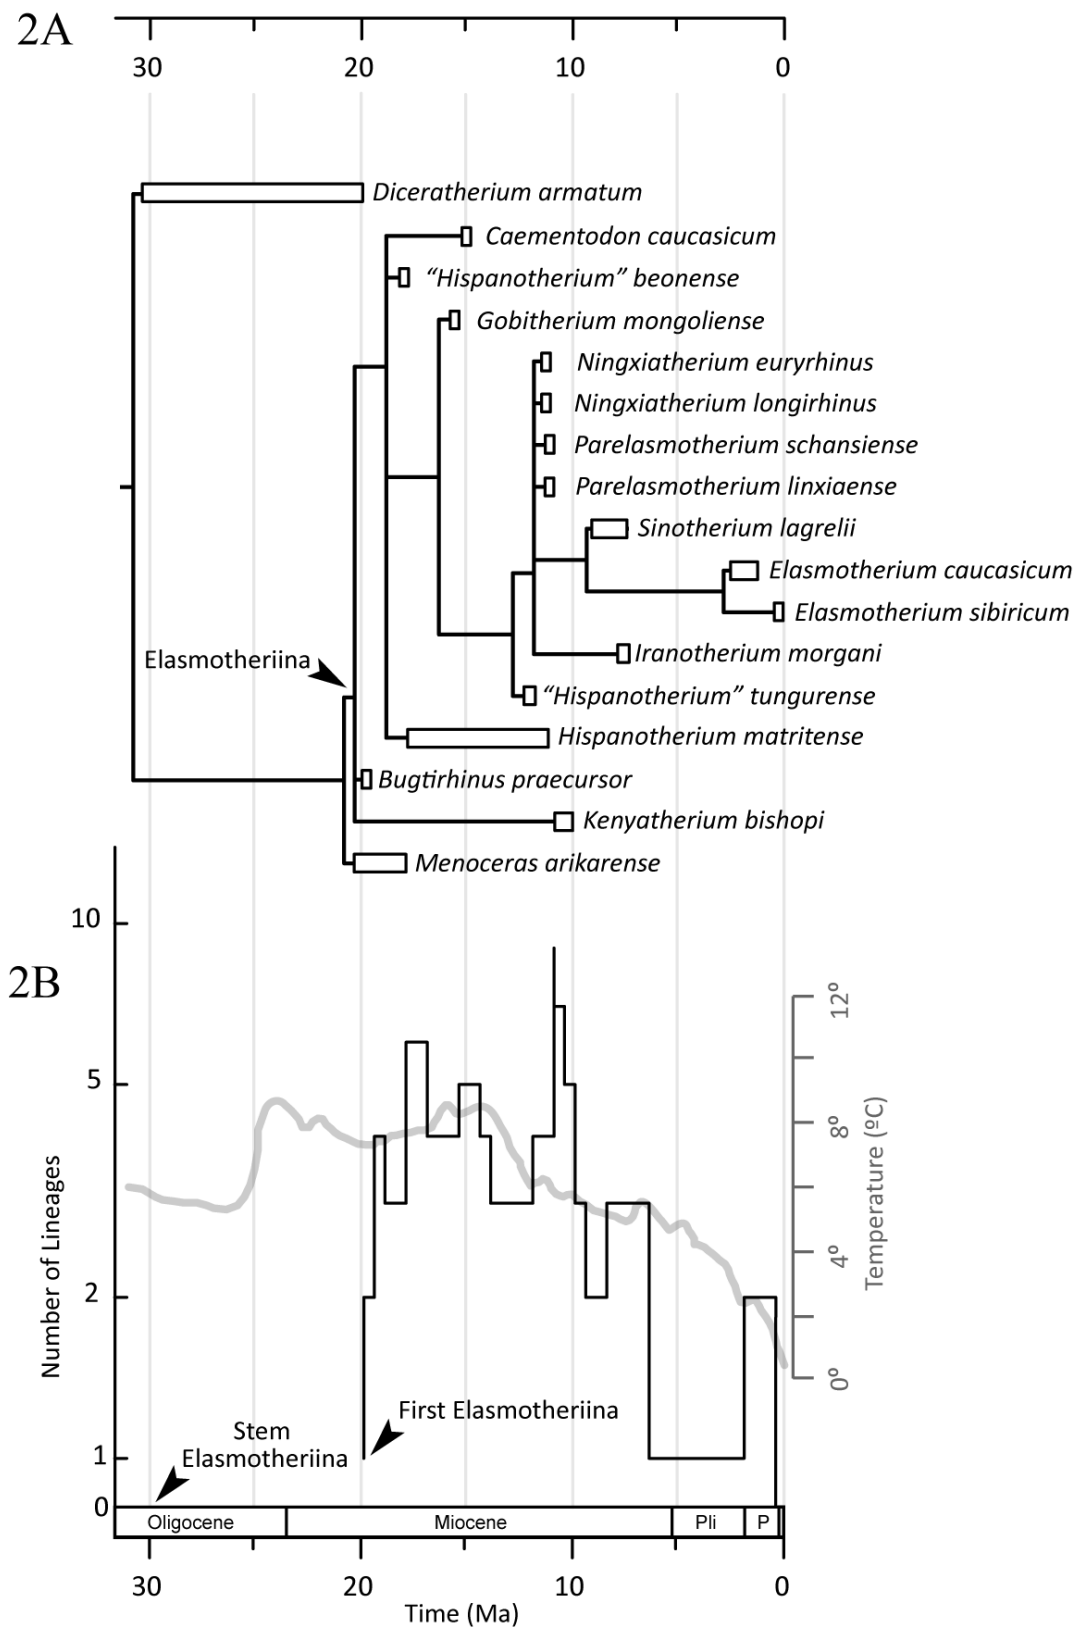 2A
30 20 10 0
Diceratherium armatum
Caementodon caucasicum
“Hispanotherium” beonense
Gobitherium mongoliense
Ningxiatherium euryrhinus
Ningxiatherium longirhinus
Parelasmotherium schansiense
Parelasmotherium linxiaense
Sinotherium lagrelii
Elasmotherium caucasicum
Elasmotherium sibiricum
Elasmotheriina
Iranotherium morgani
“Hispanotherium” tungurense
Hispanotherium matritense
Bugtirhinus praecursor
Kenyatherium bishopi
Menoceras arikarense
2B
10
5
2
1
0
Number of Lineages
12º
8º
4º
0º
Temperature (ºC)
First Elasmotheriina
Stem
Elasmotheriina
Oligocene Miocene Pli P
30 20 10 0
Time (Ma)